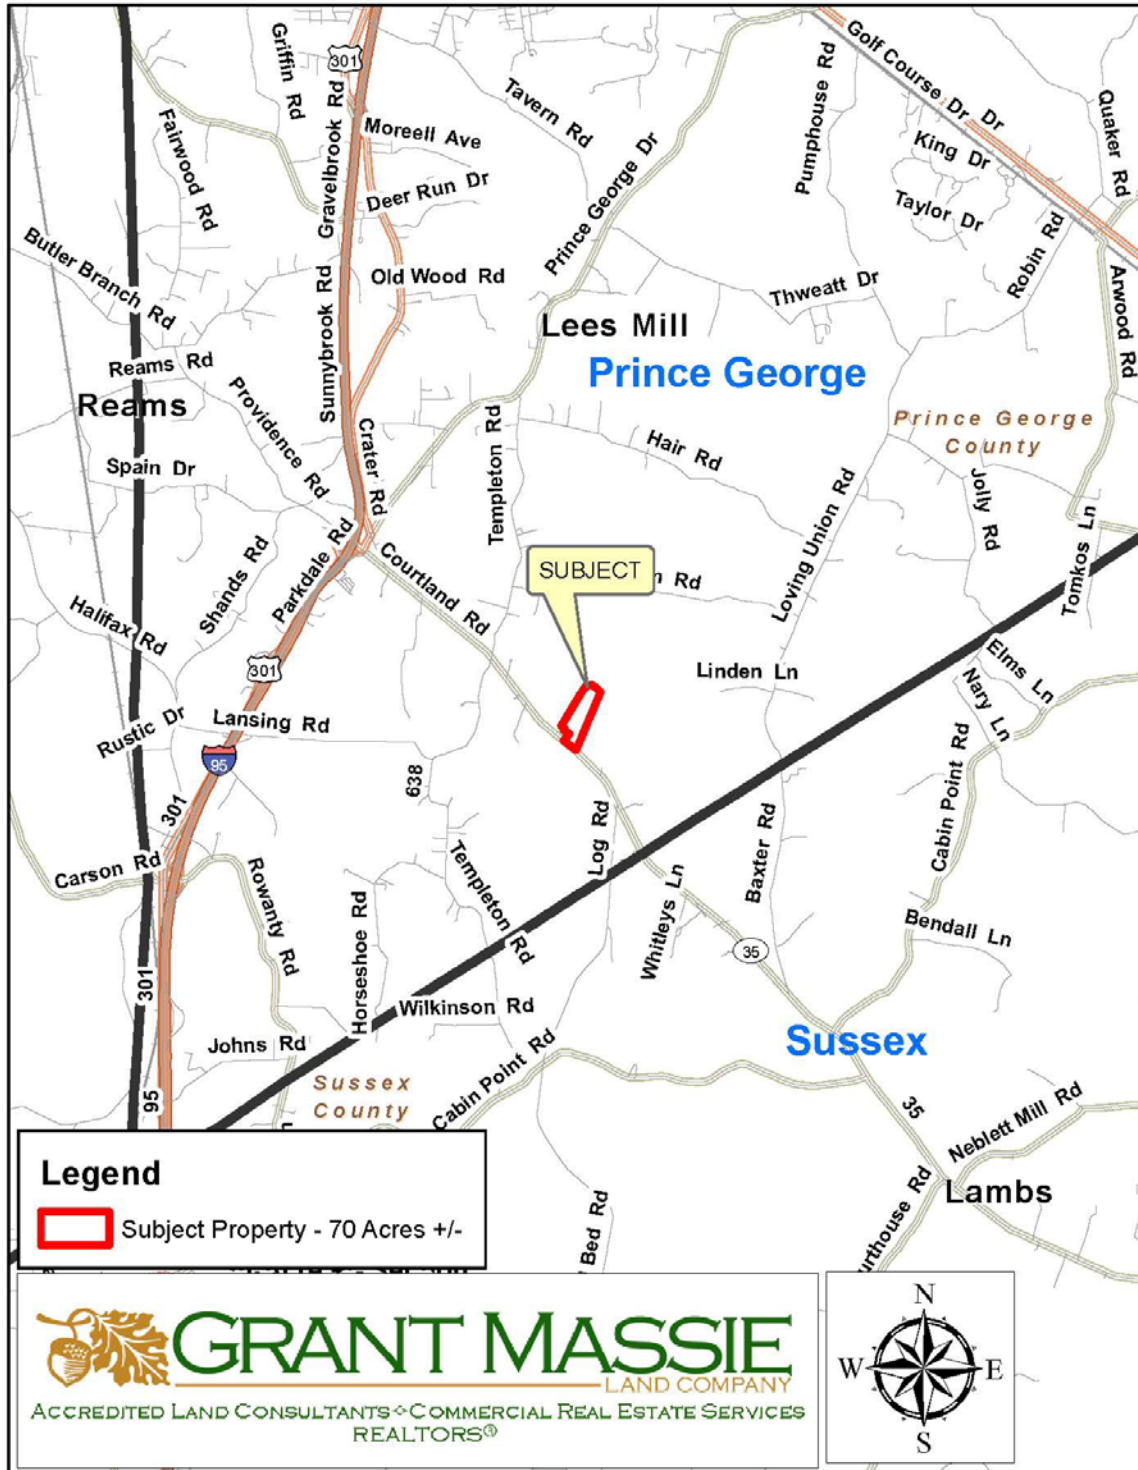 301
Griffin Rd
Gravelbrook Rd
Fairwood Rd
Moreell Ave
Deer Run Dr
Tavern Rd
Prince George Dr
Pumphouse Rd
Golf Course Dr
Dr
King Dr
Quaker Rd
Taylor Dr
Robin Rd
Arwood Rd
Butler Branch Rd
Sunnybrook Rd
Old Wood Rd
Thweatt Dr
Lees Mill
Prince George
Reams Rd
Reams
Providence Rd
Crater Rd
Templeton Rd
Hair Rd
Prince George
County
Spain Dr
Loving Union Rd
Jolly Rd
Tomkos Ln
Shands Rd
Parkdale Rd
Courtland Rd
SUBJECT
n Rd
Halifax Rd
301
Linden Ln
Elms Ln
Nary Ln
Rustic Dr
Lansing Rd
95
638
301
Log Rd
Baxter Rd
Cabin Point Rd
Carson Rd
Rowanty Rd
Horseshoe Rd
Templeton Rd
Whitleys Ln
Bendall Ln
35
301
Wilkinson Rd
Johns Rd
Sussex
Sussex
County
Cabin Point Rd
95
35
Neblett Mill Rd
Lambs
urthouse Rd
Bed Rd
Legend
Subject Property - 70 Acres +/-
GRANT MASSIE
LAND COMPANY
ACCREDITED LAND CONSULTANTS COMMERCIAL REAL ESTATE SERVICES
REALTORS®
N
W E
S